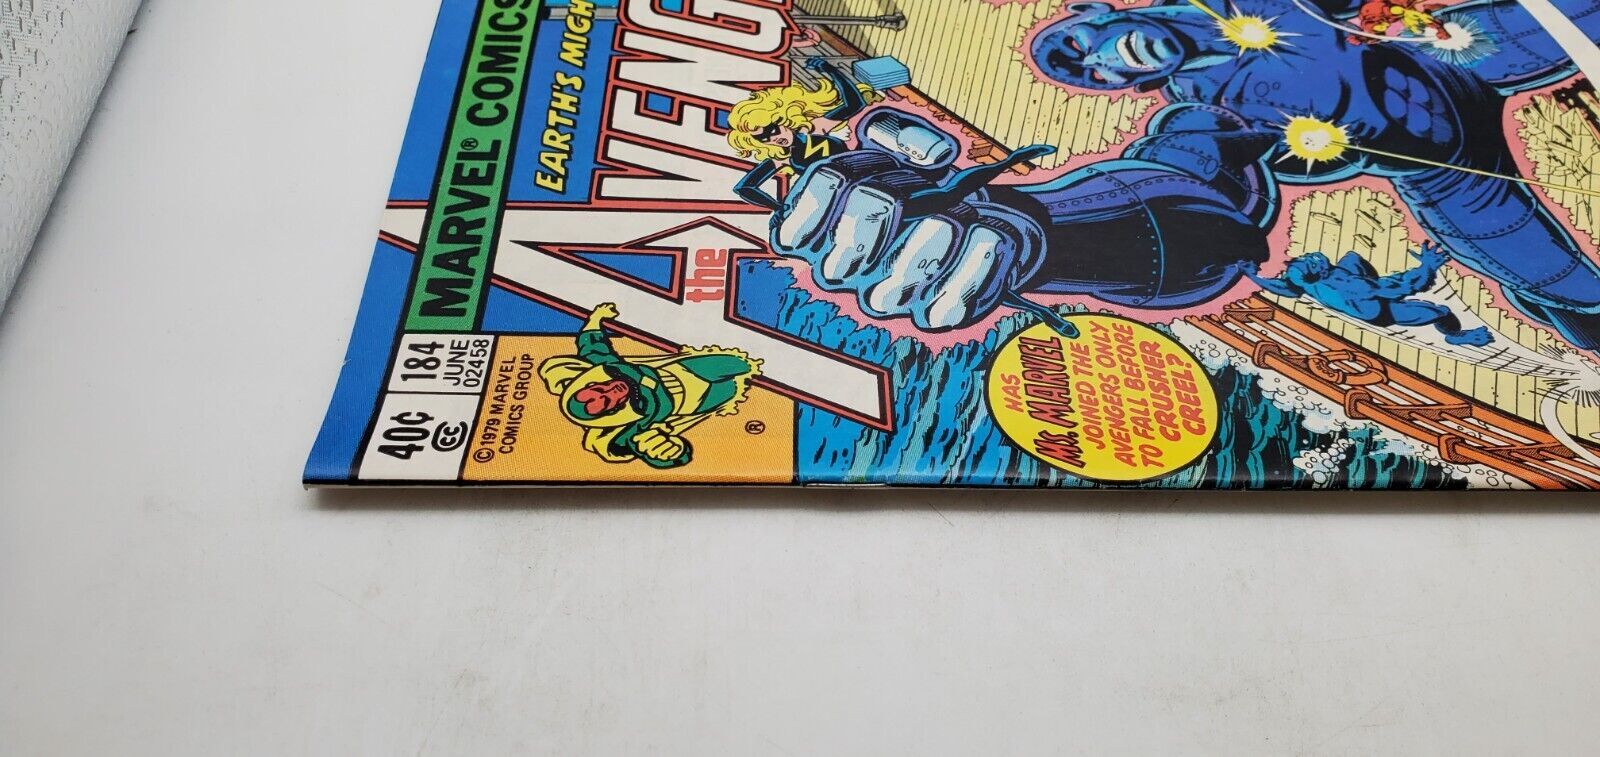 MARVEL® COMICS
EARTH'S
the
AVENG
40¢
184
JUNE
02458
CC
© 1979 MARVEL
COMICS GROUP
®
HAS
MS. MARVEL
JOINED THE
AVENGERS ONLY
TO FALL BEFORE
CRUSHER
CREEL?